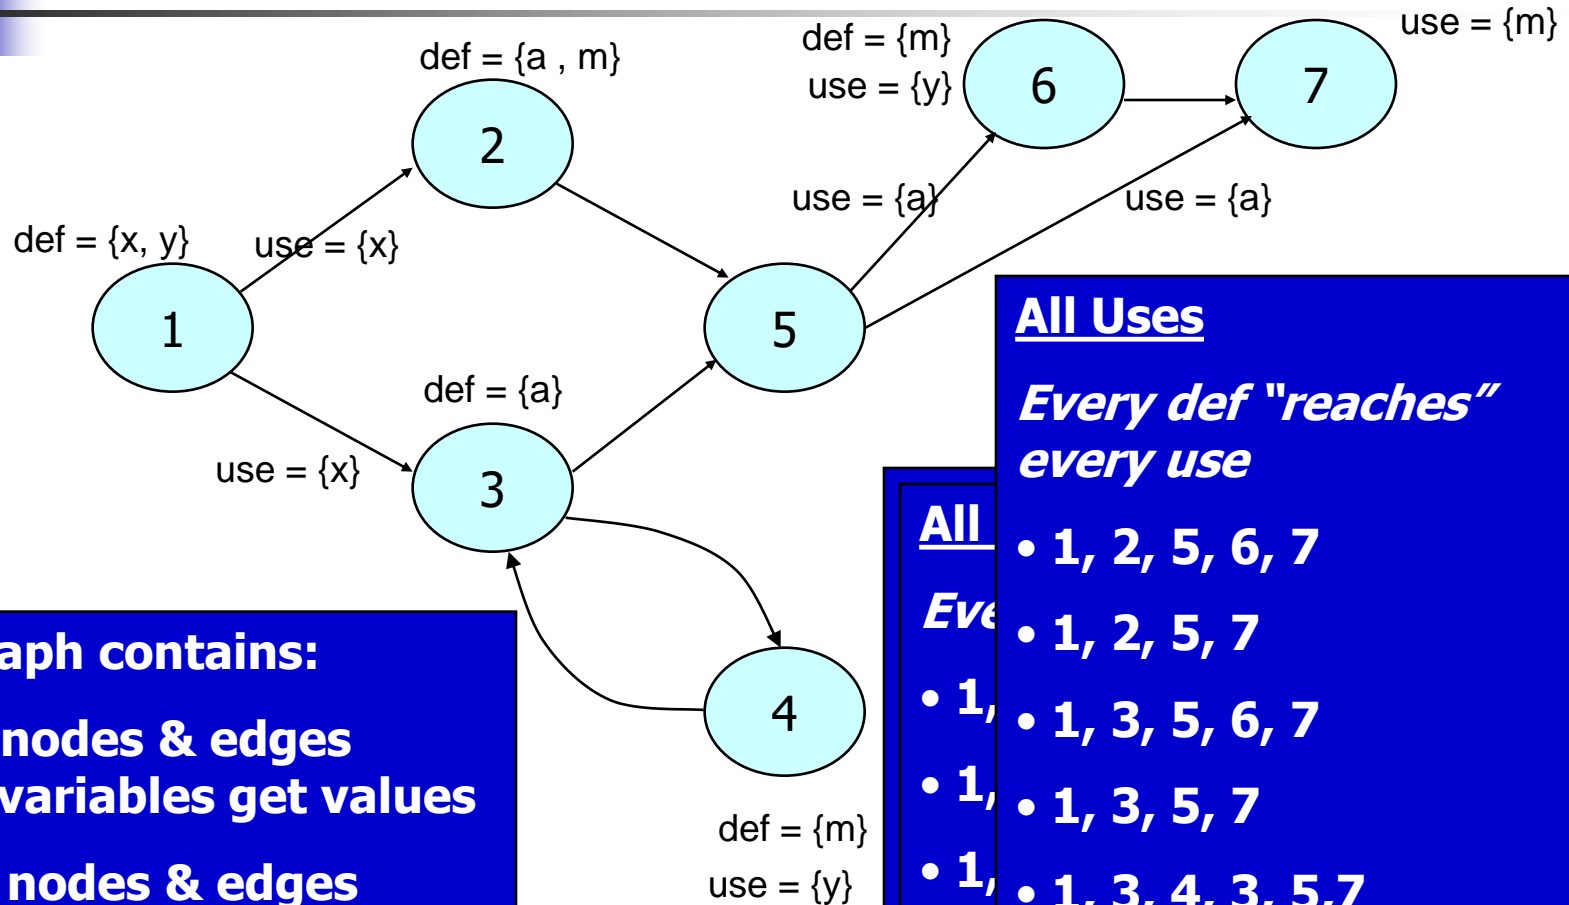 use = {m}
def = {m}
use = {y}
6
7
def = {a , m}
2
use = {a}
use = {a}
def = {x, y}
use = {x}
1
5
def = {a}
use = {x}
3
4
def = {m}
use = {y}
aph contains:
nodes & edges
variables get values
nodes & edges
All
Eve
• 1,
• 1,
• 1,
All Uses
Every def “reaches”
every use
• 1, 2, 5, 6, 7
• 1, 2, 5, 7
• 1, 3, 5, 6, 7
• 1, 3, 5, 7
• 1, 3, 4, 3, 5,7